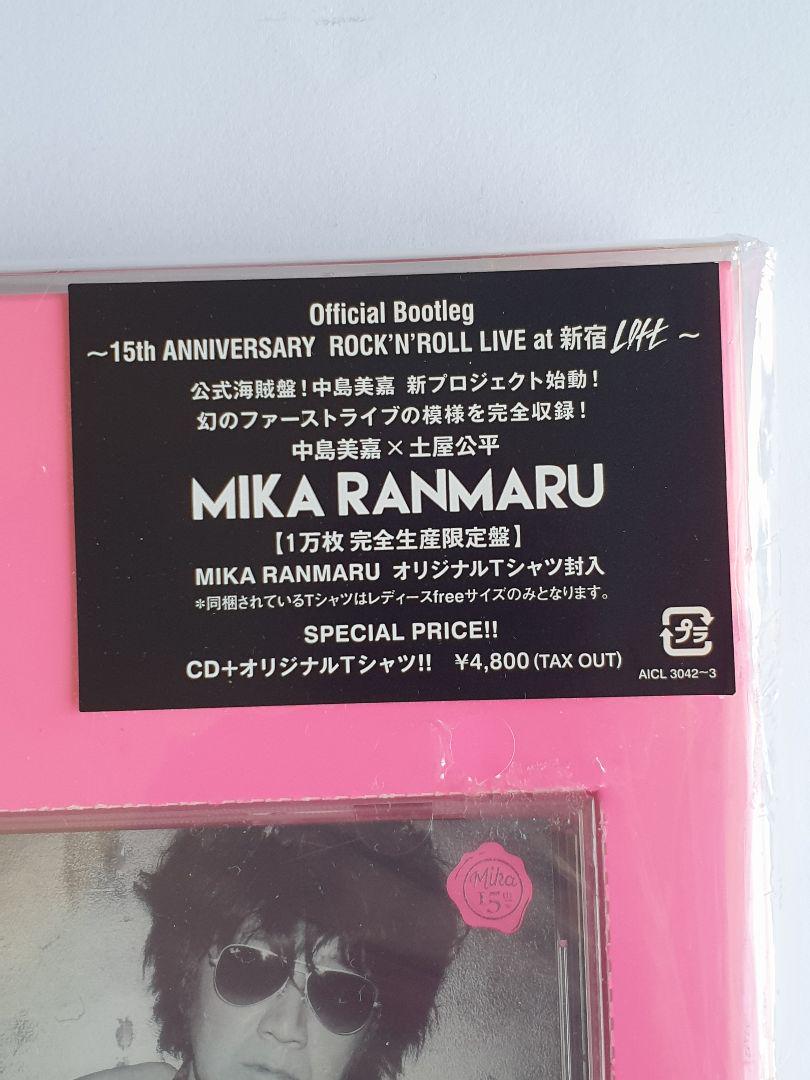 Official Bootleg
～15th ANNIVERSARY ROCK'N'ROLL LIVE at 新宿LOFT～
公式海賊盤！中島美嘉 新プロジェクト始動！
幻のファーストライブの模様を完全収録！
中島美嘉×土屋公平
MIKA RANMARU
【1万枚 完全生産限定盤】
MIKA RANMARU オリジナルTシャツ封入
＊同梱されているTシャツはレディースfreeサイズのみとなります。
SPECIAL PRICE!!
CD＋オリジナルTシャツ!! ¥4,800 (TAX OUT)
プラ
AICL 3042~3
Mika
15th